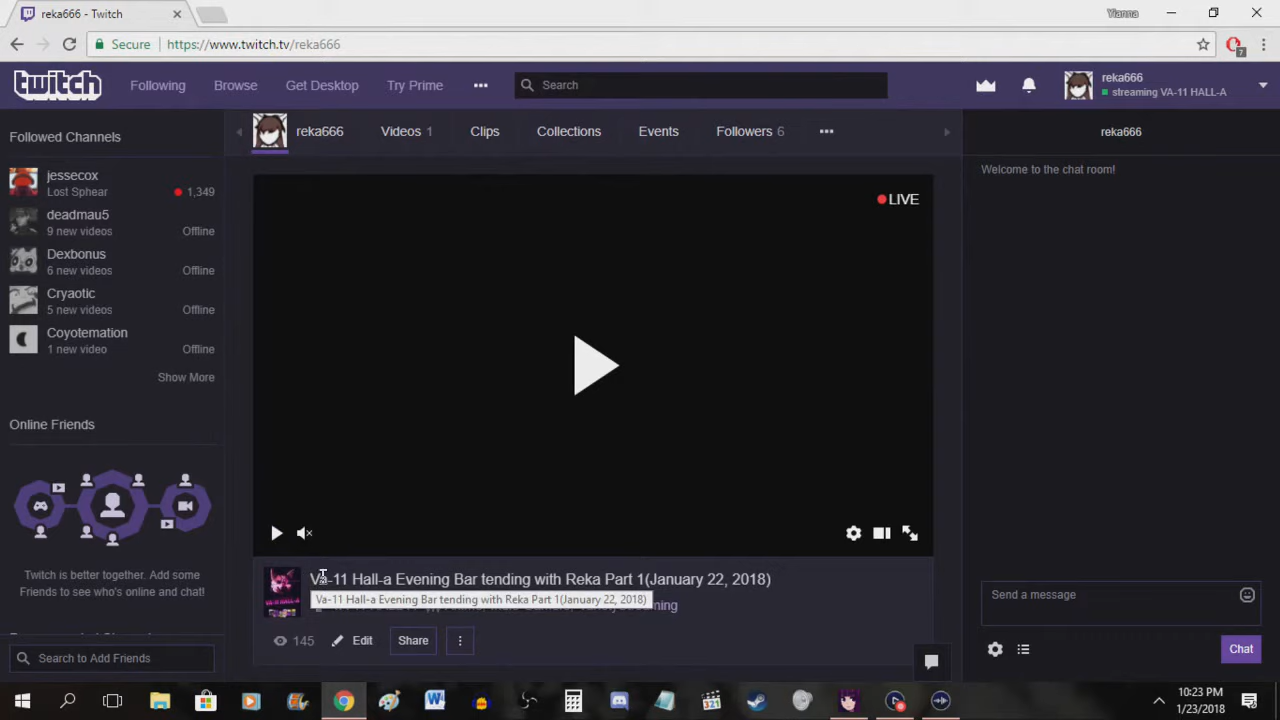 reka666 - Twitch
Yianna
Secure https://www.twitch.tv/reka666
7
twitch Following Browse Get Desktop Try Prime Search
reka666
streaming VA-11 HALL-A
Followed Channels
jessecox
Lost Sphear 1,349
deadmau5
9 new videos Offline
Dexbonus
6 new videos Offline
Cryaotic
5 new videos Offline
Coyotemation
1 new video Offline
Show More
Online Friends
Twitch is better together. Add some
Friends to see who's online and chat!
Search to Add Friends
reka666 Videos 1 Clips Collections Events Followers 6
LIVE
Va-11 Hall-a Evening Bar tending with Reka Part 1(January 22, 2018)
Va-11 Hall-a Evening Bar tending with Reka Part 1(January 22, 2018)
145 Edit Share
reka666
Welcome to the chat room!
Send a message
Chat
321
10:23 PM
1/23/2018